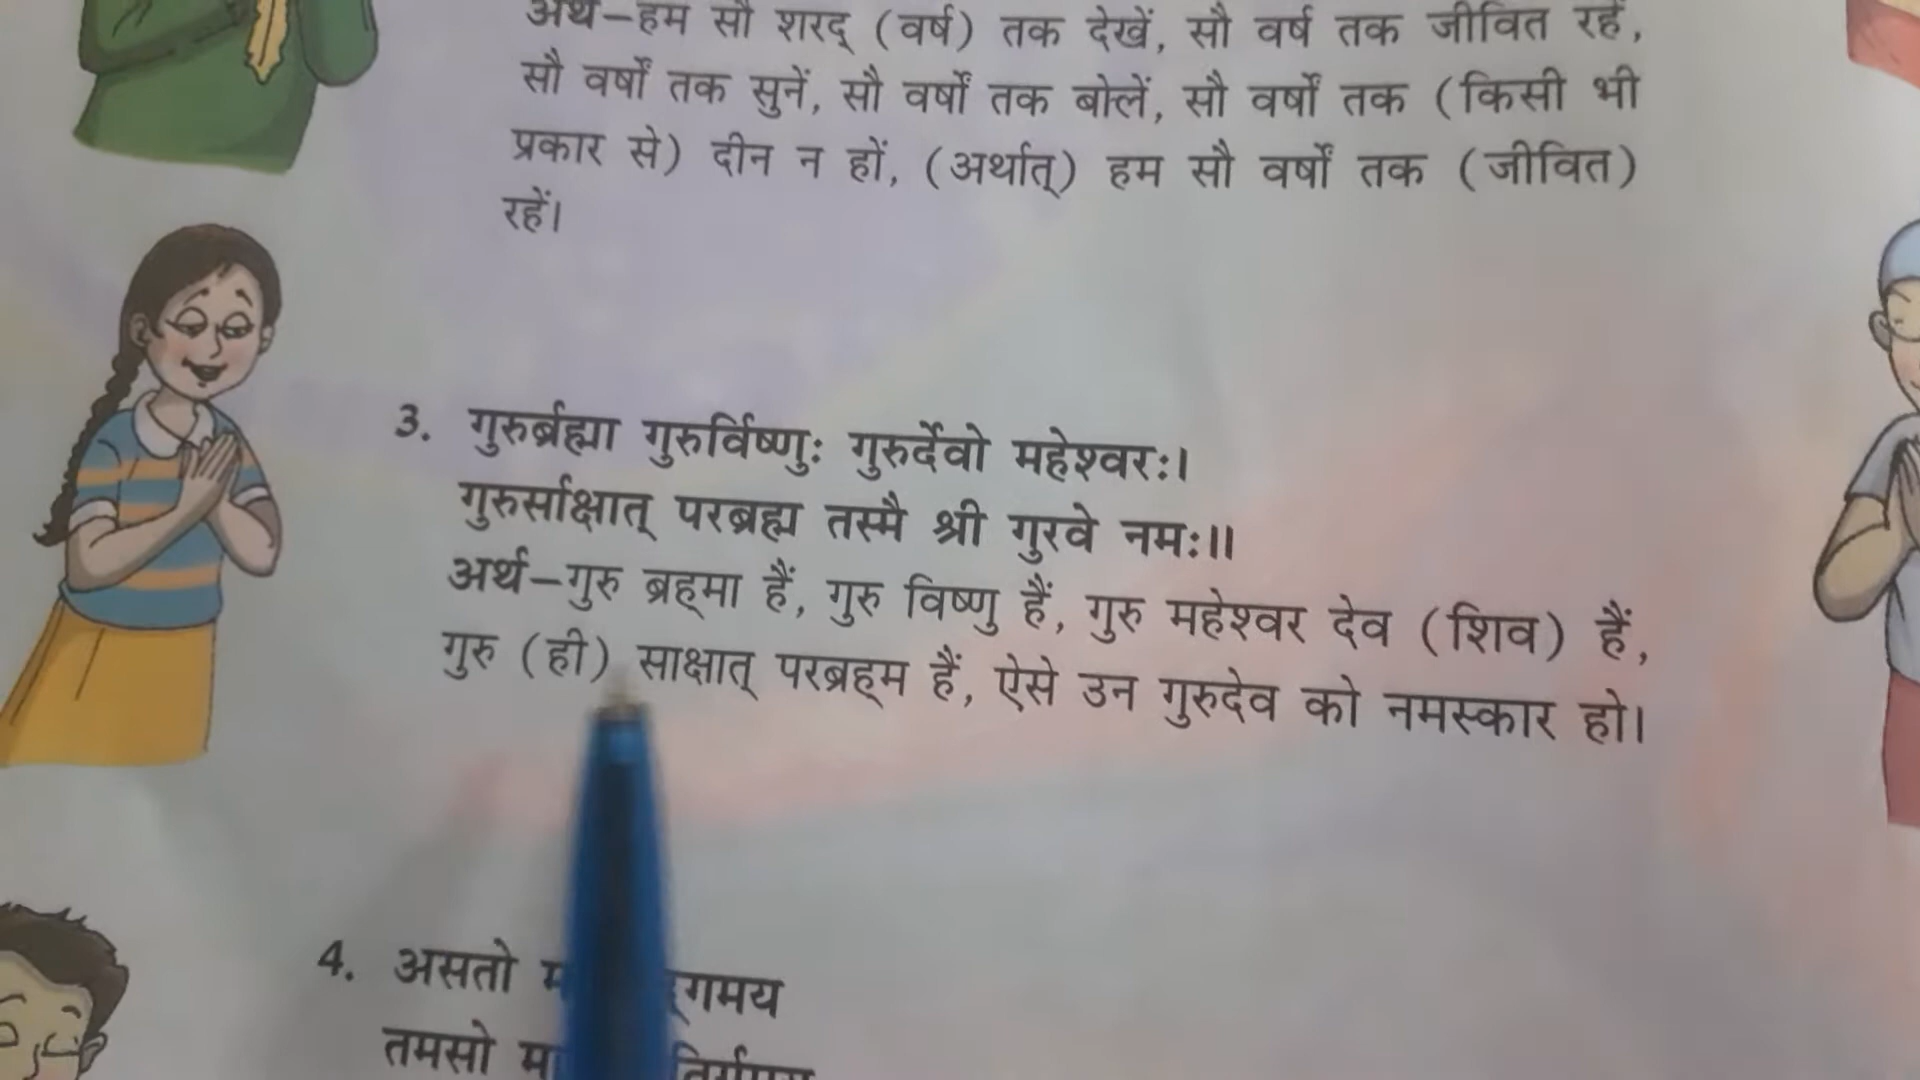 अर्थ–हम सौ शरद् (वर्ष) तक देखें, सौ वर्ष तक जीवित रहें,
सौ वर्षों तक सुनें, सौ वर्षों तक बोलें, सौ वर्षों तक (किसी भी
प्रकार से) दीन न हों, (अर्थात्) हम सौ वर्षों तक (जीवित)
रहें।
3. गुरुर्ब्रह्मा गुरुर्विष्णुः गुरुर्देवो महेश्वरः।
गुरुर्साक्षात् परब्रह्म तस्मै श्री गुरवे नमः॥
अर्थ–गुरु ब्रह्‌मा हैं, गुरु विष्णु हैं, गुरु महेश्वर देव (शिव) हैं,
गुरु (ही) साक्षात् परब्रह्‌म हैं, ऐसे उन गुरुदेव को नमस्कार हो।
4. असतो
तमसो